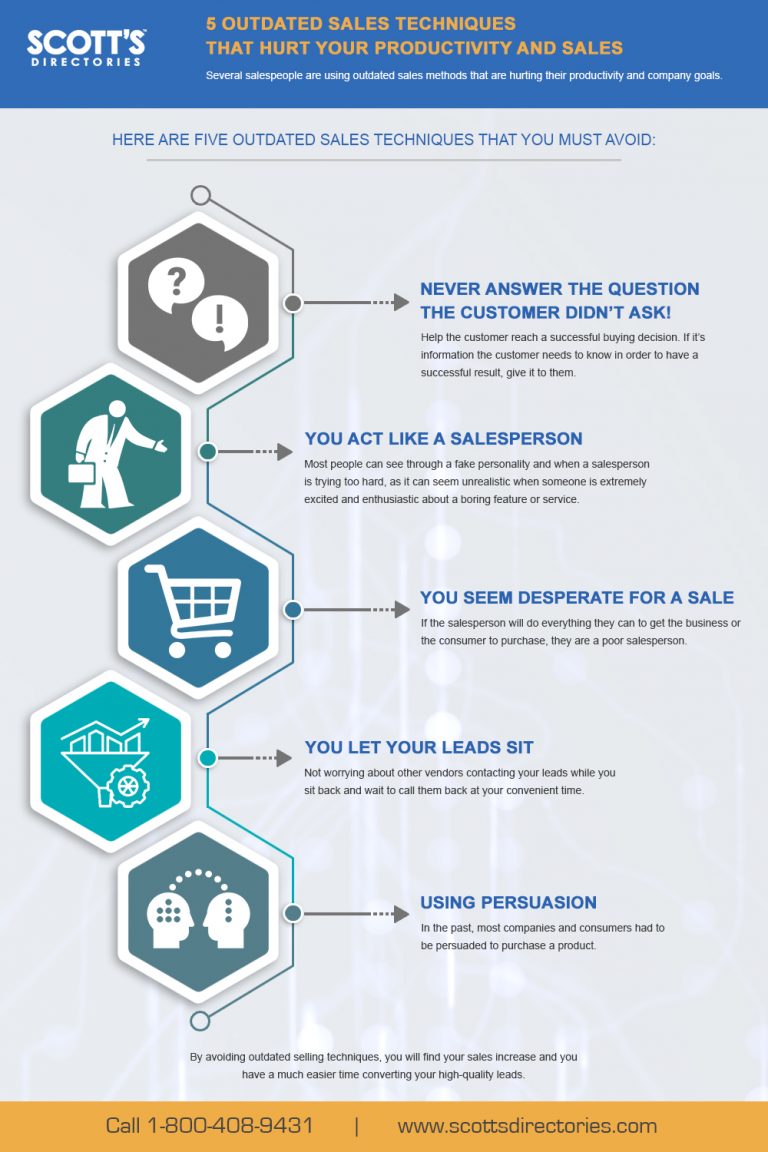 SCOTT'S
DIRECTORIES
5 OUTDATED SALES TECHNIQUES
THAT HURT YOUR PRODUCTIVITY AND SALES
Several salespeople are using outdated sales methods that are hurting their productivity and company goals.
HERE ARE FIVE OUTDATED SALES TECHNIQUES THAT YOU MUST AVOID:
? !
NEVER ANSWER THE QUESTION
THE CUSTOMER DIDN'T ASK!
Help the customer reach a successful buying decision. If it's
information the customer needs to know in order to have a
successful result, give it to them.
YOU ACT LIKE A SALESPERSON
Most people can see through a fake personality and when a salesperson
is trying too hard, as it can seem unrealistic when someone is extremely
excited and enthusiastic about a boring feature or service.
YOU SEEM DESPERATE FOR A SALE
If the salesperson will do everything they can to get the business or
the consumer to purchase, they are a poor salesperson.
YOU LET YOUR LEADS SIT
Not worrying about other vendors contacting your leads while you
sit back and wait to call them back at your convenient time.
USING PERSUASION
In the past, most companies and consumers had to
be persuaded to purchase a product.
By avoiding outdated selling techniques, you will find your sales increase and you
have a much easier time converting your high-quality leads.
Call 1-800-408-9431 | www.scottsdirectories.com